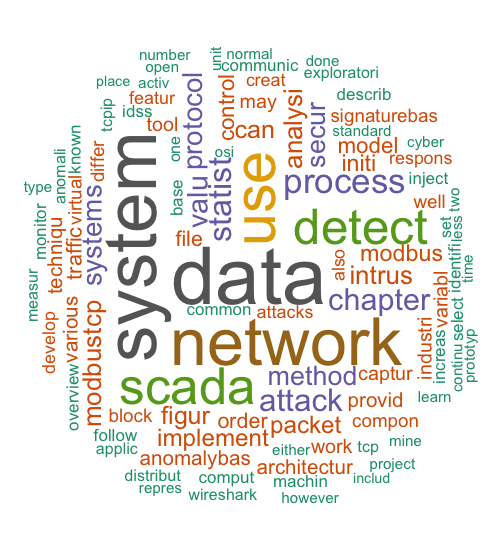 number
normal
unit
communic
done
open
exploratori
place
activ
creat
describ
featur
idss
tcpip
protocol
control
may
analysi
secur
signaturebas
standard
tool
can
model
cyber
known
differ
one
osi
initi
respons
anomali
virtual
base
valu
statist
use
process
inject
type
traffic
systems
system
detect
well
set
two
monitor
techniqu
file
data
also
modbus
identifi
less
time
measur
various
modbustcp
common
attacks
intrus
chapter
variabl
industri
increas
select
continu
prototyp
develop
overview
network
scada
method
captur
learn
attack
provid
block
figur
order
packet
compon
follow
implement
work
tcp
mine
applic
anomalybas
architectur
project
distribut
comput
machin
includ
repres
wireshark
however
either